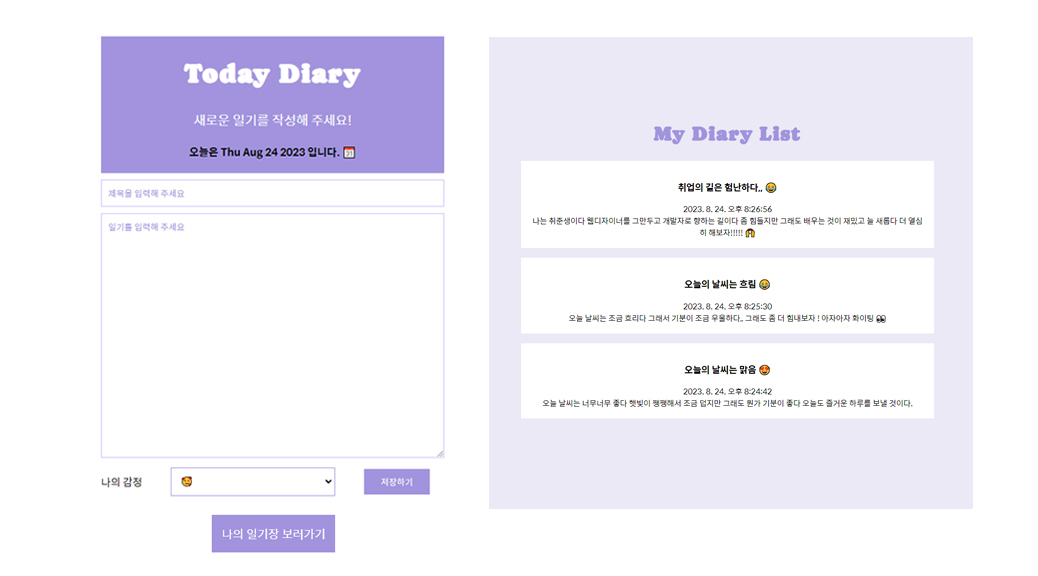 Today Diary
새로운 일기를 작성해 주세요!
오늘은 Thu Aug 24 2023 입니다. 📅
제목을 입력해 주세요
일기를 입력해 주세요
나의 감정
🥰
저장하기
나의 일기장 보러가기
My Diary List
취업의 길은 험난하다,, 😂
2023. 8. 24. 오후 8:26:56
나는 취준생이다 웹디자이너를 그만두고 개발자로 향하는 길이다 좀 힘들지만 그래도 배우는 것이 재밌고 늘 새롭다 더 열심
히 해보자!!!!! 🙌
오늘의 날씨는 흐림 😂
2023. 8. 24. 오후 8:25:30
오늘 날씨는 조금 흐리다 그래서 기분이 조금 우울하다,, 그래도 좀 더 힘내보자 ! 아자아자 화이팅 👀
오늘의 날씨는 맑음 🤩
2023. 8. 24. 오후 8:24:42
오늘 날씨는 너무너무 좋다 햇빛이 쨍쨍해서 조금 덥지만 그래도 뭔가 기분이 좋다 오늘도 즐거운 하루를 보낼 것이다.